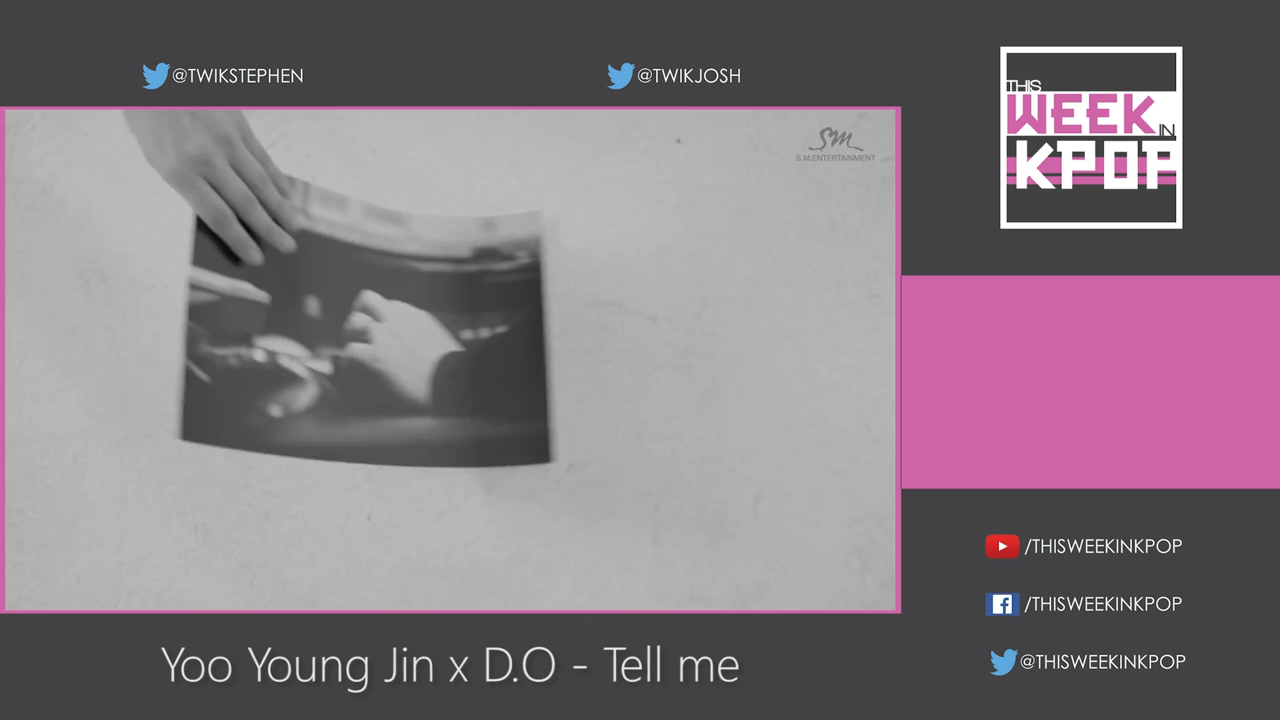 @TWIKSTEPHEN
@TWIKJOSH
THIS
WEEK
IN
KPOP
SM
S.M.ENTERTAINMENT
/THISWEEKINKPOP
/THISWEEKINKPOP
@THISWEEKINKPOP
Yoo Young Jin x D.O - Tell me